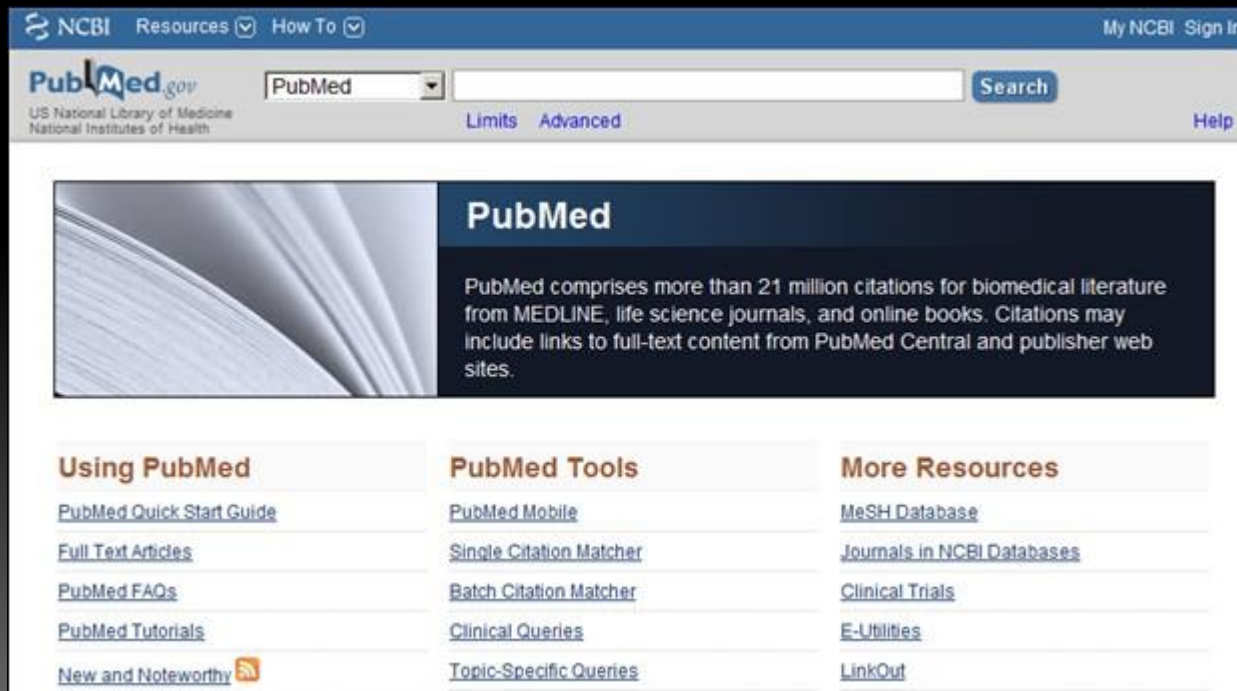 NCBI Resources How To My NCBI Sign In
PubMed.gov
US National Library of Medicine
National Institutes of Health
PubMed
Search
Limits Advanced
Help
PubMed
PubMed comprises more than 21 million citations for biomedical literature
from MEDLINE, life science journals, and online books. Citations may
include links to full-text content from PubMed Central and publisher web
sites.
Using PubMed
PubMed Quick Start Guide
Full Text Articles
PubMed FAQs
PubMed Tutorials
New and Noteworthy
PubMed Tools
PubMed Mobile
Single Citation Matcher
Batch Citation Matcher
Clinical Queries
Topic-Specific Queries
More Resources
MeSH Database
Journals in NCBI Databases
Clinical Trials
E-Utilities
LinkOut